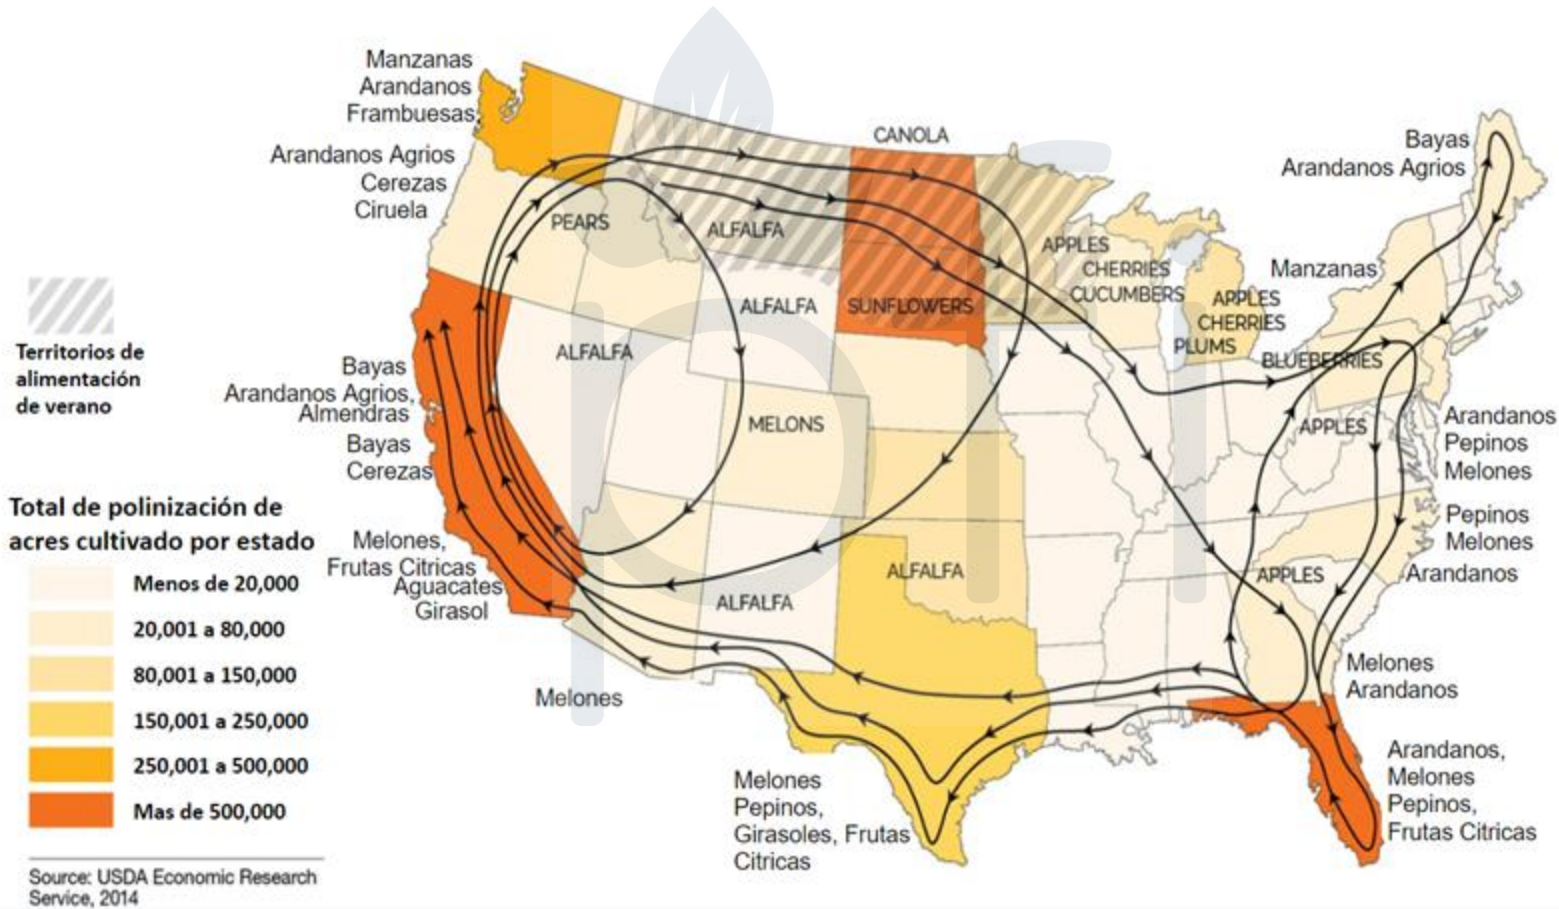 Manzanas
Arandanos
Frambuesas
Arandanos Agrios
Cerezas
Ciruela
CANOLA
Bayas
Arandanos Agrios
PEARS
ALFALFA
APPLES
CHERRIES
CUCUMBERS
Manzanas
ALFALFA
SUNFLOWERS
APPLES
CHERRIES
PLUMS
BLUEBERRIES
ALFALFA
Territorios de
alimentación
de verano
Bayas
Arandanos Agrios,
Almendras
Bayas
Cerezas
MELONS
APPLES
Arandanos
Pepinos
Melones
Total de polinización de
acres cultivado por estado
Menos de 20,000
20,001 a 80,000
80,001 a 150,000
150,001 a 250,000
250,001 a 500,000
Mas de 500,000
Melones,
Frutas Citricas
Aguacates
Girasol
Pepinos
Melones
Arandanos
ALFALFA
APPLES
ALFALFA
Melones
Melones
Arandanos
Melones
Pepinos,
Girasoles, Frutas
Citricas
Arandanos,
Melones
Pepinos,
Frutas Citricas
Source: USDA Economic Research
Service, 2014